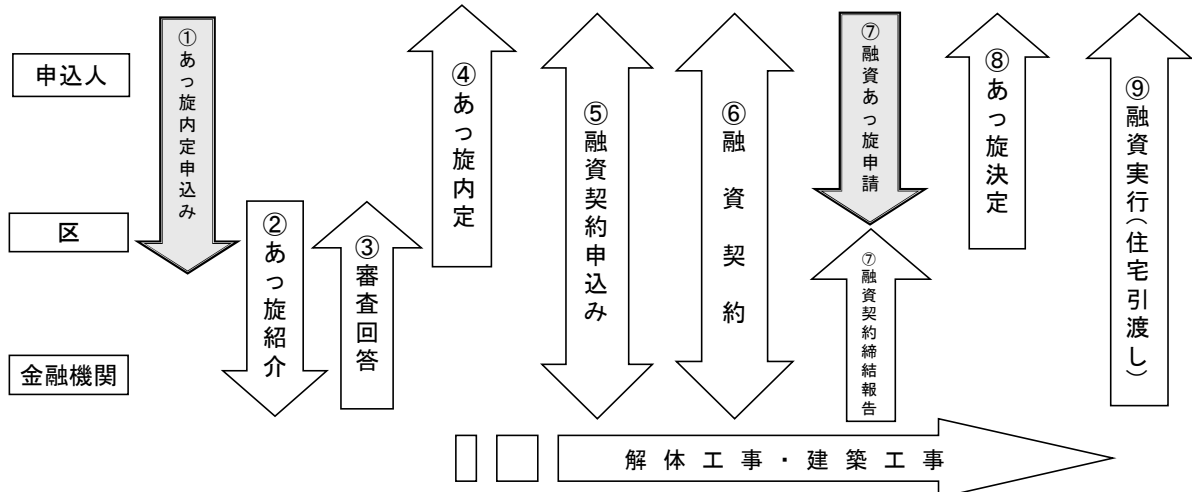 申込人
区
金融機関
①あっ旋内定申込み
②あっ旋紹介
③審査回答
④あっ旋内定
⑤融資契約申込み
⑥融資契約
⑦融資あっ旋申請
⑦融資契約締結報告
⑧あっ旋決定
⑨融資実行(住宅引渡し)
解体工事・建築工事